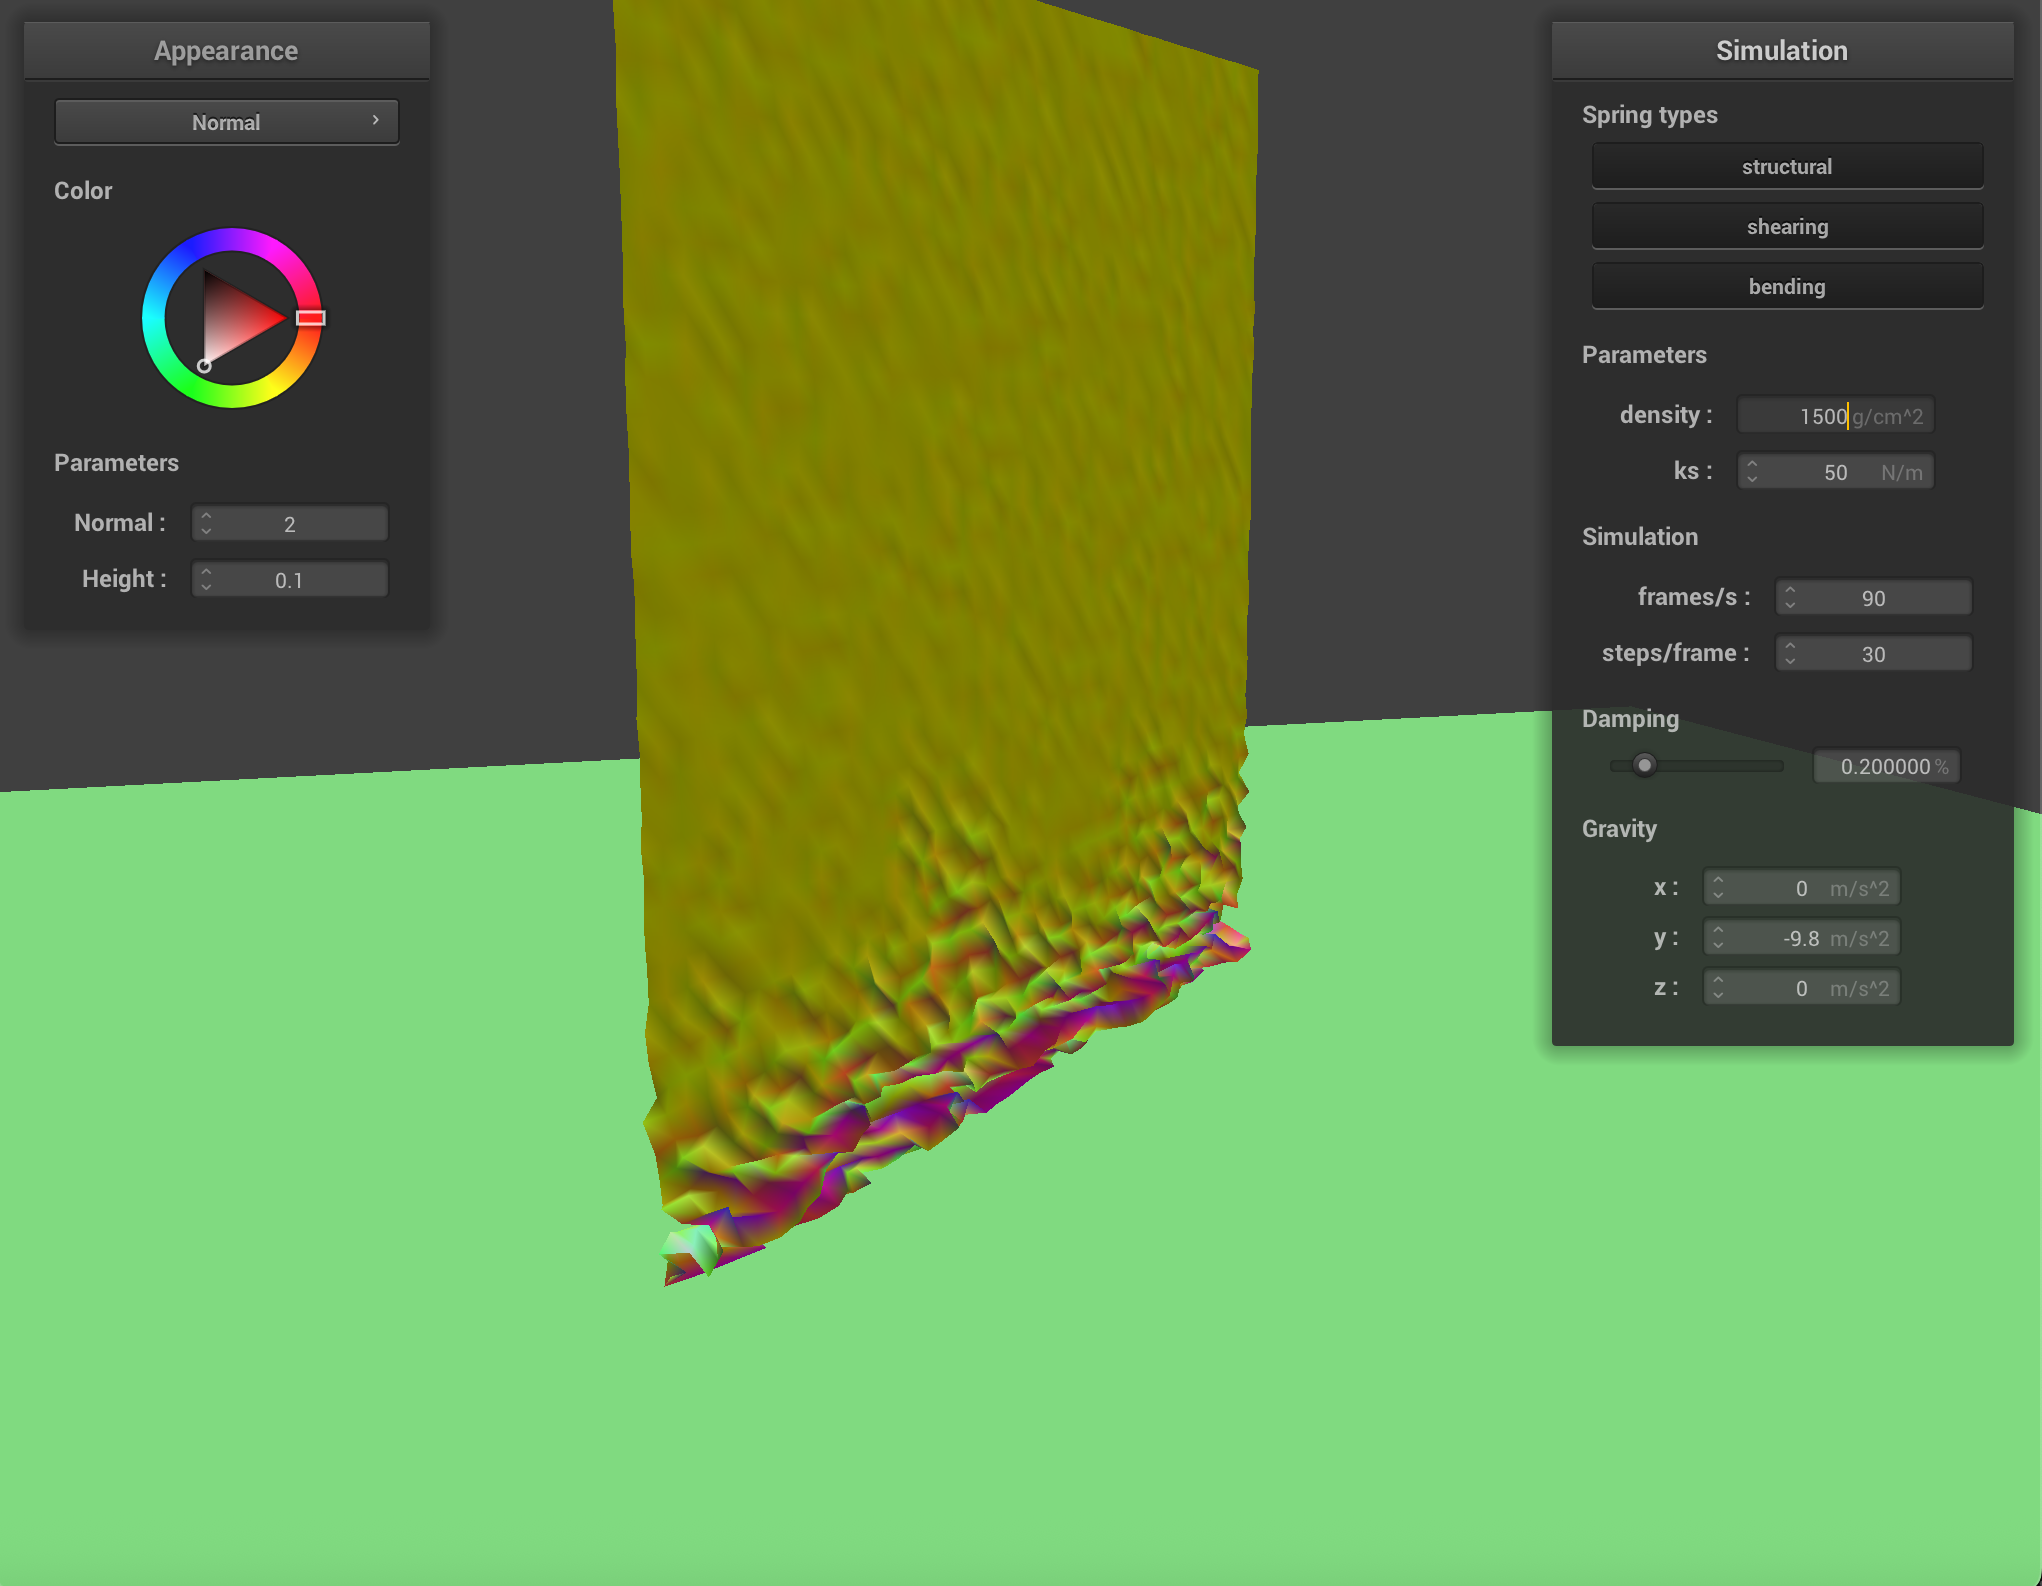 Appearance
Normal
Color
Parameters
Normal : 2
Height : 0.1
Simulation
Spring types
structural
shearing
bending
Parameters
density : 1500 g/cm^2
ks : 50 N/m
Simulation
frames/s : 90
steps/frame : 30
Damping
0.200000 %
Gravity
x : 0 m/s^2
y : -9.8 m/s^2
z : 0 m/s^2